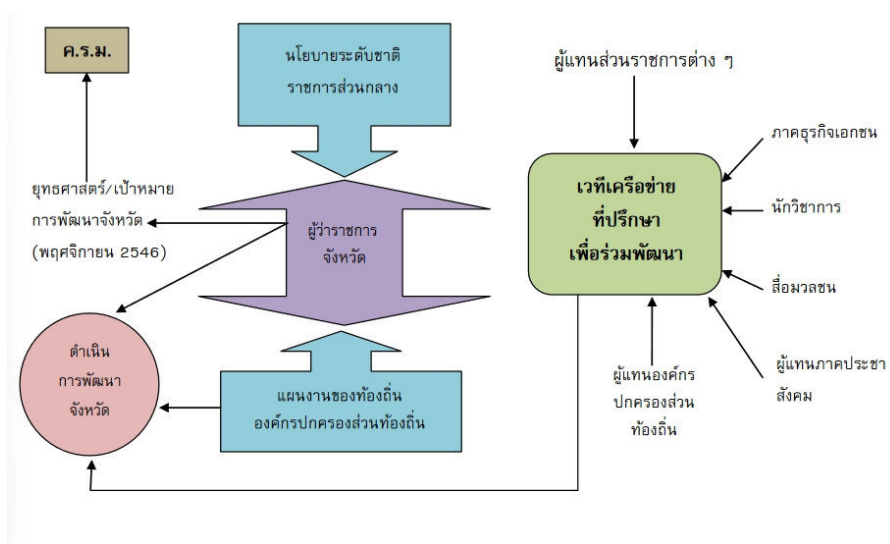 ค.ร.ม.
นโยบายระดับชาติ
ราชการส่วนกลาง
ผู้แทนส่วนราชการต่าง ๆ
ภาคธุรกิจเอกชน
ยุทธศาสตร์/เป้าหมาย
การพัฒนาจังหวัด
(พฤศจิกายน 2546)
ผู้ว่าราชการ
จังหวัด
เวทีเครือข่าย
ที่ปรึกษา
เพื่อร่วมพัฒนา
นักวิชาการ
สื่อมวลชน
ดำเนิน
การพัฒนา
จังหวัด
แผนงานของท้องถิ่น
องค์กรปกครองส่วนท้องถิ่น
ผู้แทนองค์กร
ปกครองส่วน
ท้องถิ่น
ผู้แทนภาคประชา
สังคม